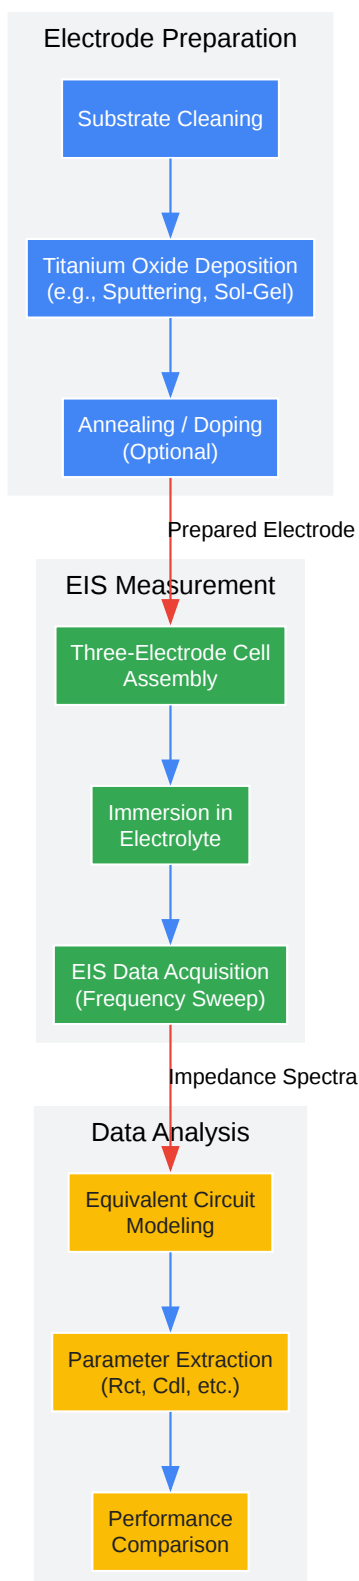 Electrode Preparation
Substrate Cleaning
Titanium Oxide Deposition
(e.g., Sputtering, Sol-Gel)
Annealing / Doping
(Optional)
Prepared Electrode
EIS Measurement
Three-Electrode Cell
Assembly
Immersion in
Electrolyte
EIS Data Acquisition
(Frequency Sweep)
Impedance Spectra
Data Analysis
Equivalent Circuit
Modeling
Parameter Extraction
(Rct, Cdl, etc.)
Performance
Comparison